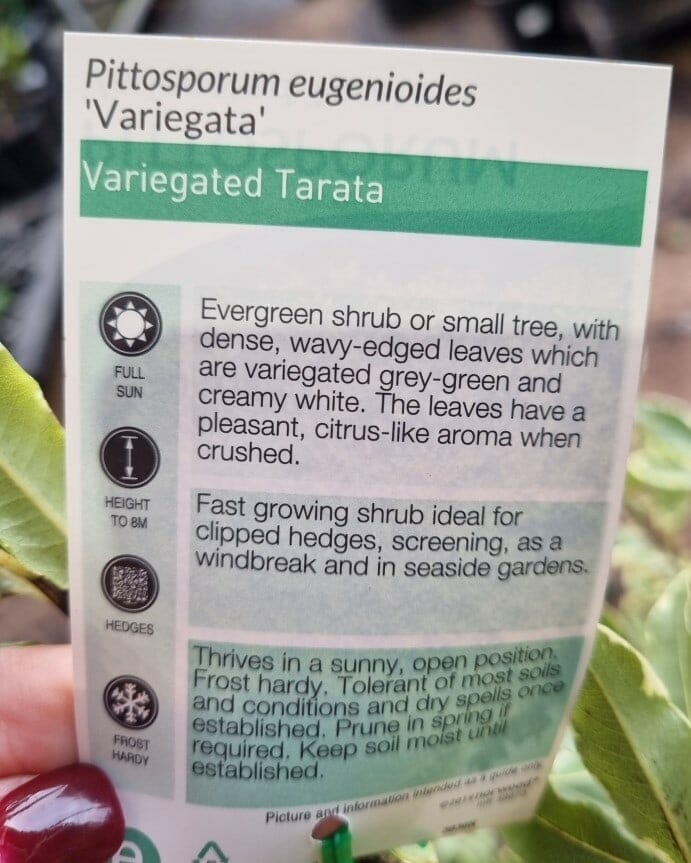 Pittosporum eugenioides
'Variegata'
PITTOSPORUM
Variegated Tarata
FULL
SUN
Evergreen shrub or small tree, with
dense, wavy-edged leaves which
are variegated grey-green and
creamy white. The leaves have a
pleasant, citrus-like aroma when
crushed.
HEIGHT
TO 8M
Fast growing shrub ideal for
clipped hedges, screening, as a
windbreak and in seaside gardens.
HEDGES
Thrives in a sunny, open position.
Frost hardy. Tolerant of most soils
and conditions and dry spells once
established. Prune in spring if
required. Keep soil moist until
established.
FROST
HARDY
Picture and information intended as a guide only.